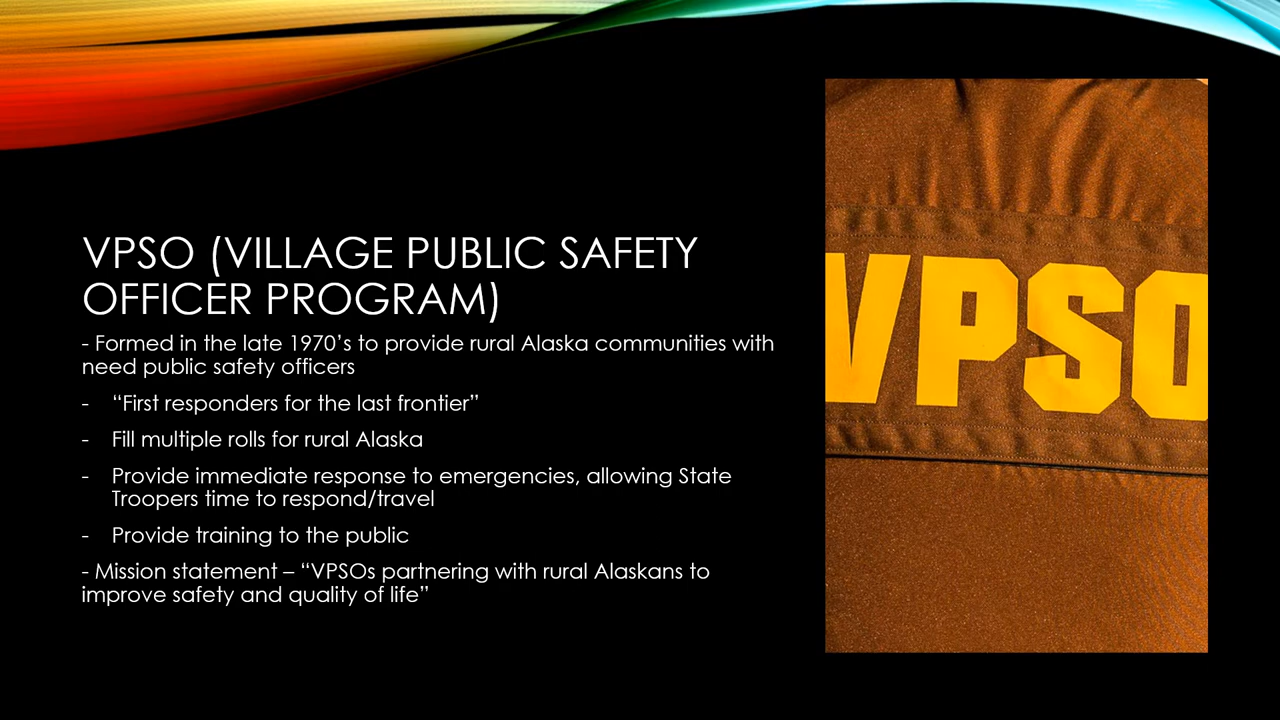 VPSO (VILLAGE PUBLIC SAFETY
OFFICER PROGRAM)
- Formed in the late 1970’s to provide rural Alaska communities with
need public safety officers
- “First responders for the last frontier”
- Fill multiple rolls for rural Alaska
- Provide immediate response to emergencies, allowing State
Troopers time to respond/travel
- Provide training to the public
- Mission statement – “VPSOs partnering with rural Alaskans to
improve safety and quality of life”
VPSO